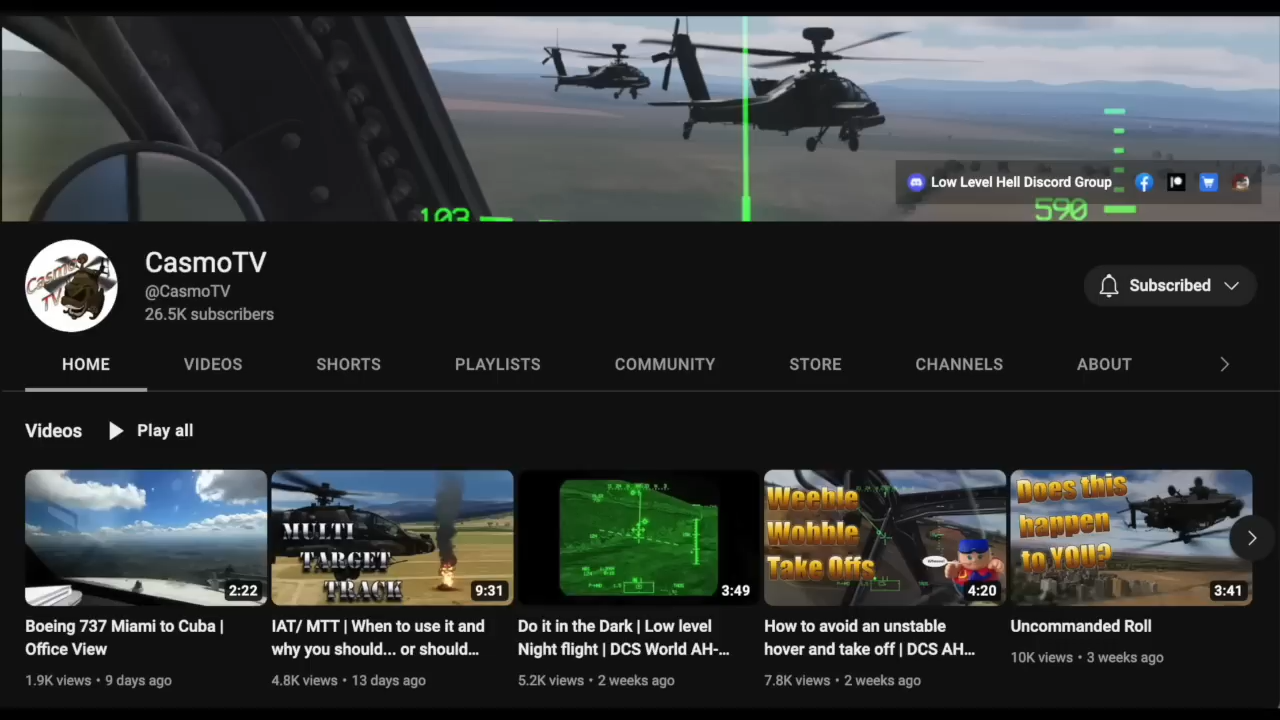 103
590
Low Level Hell Discord Group
Casmo
TV
CasmoTV
@CasmoTV
26.5K subscribers
Subscribed
HOME VIDEOS SHORTS PLAYLISTS COMMUNITY STORE CHANNELS ABOUT
Videos Play all
2:22
MULTI
TARGET
TRACK
9:31
3:49
Weeble
Wobble
Take Offs
4:20
Does this
happen
to YOU?
3:41
Boeing 737 Miami to Cuba |
Office View
1.9K views • 9 days ago
IAT/ MTT | When to use it and
why you should... or should...
4.8K views • 13 days ago
Do it in the Dark | Low level
Night flight | DCS World AH-...
5.2K views • 2 weeks ago
How to avoid an unstable
hover and take off | DCS AH...
7.8K views • 2 weeks ago
Uncommanded Roll
10K views • 3 weeks ago